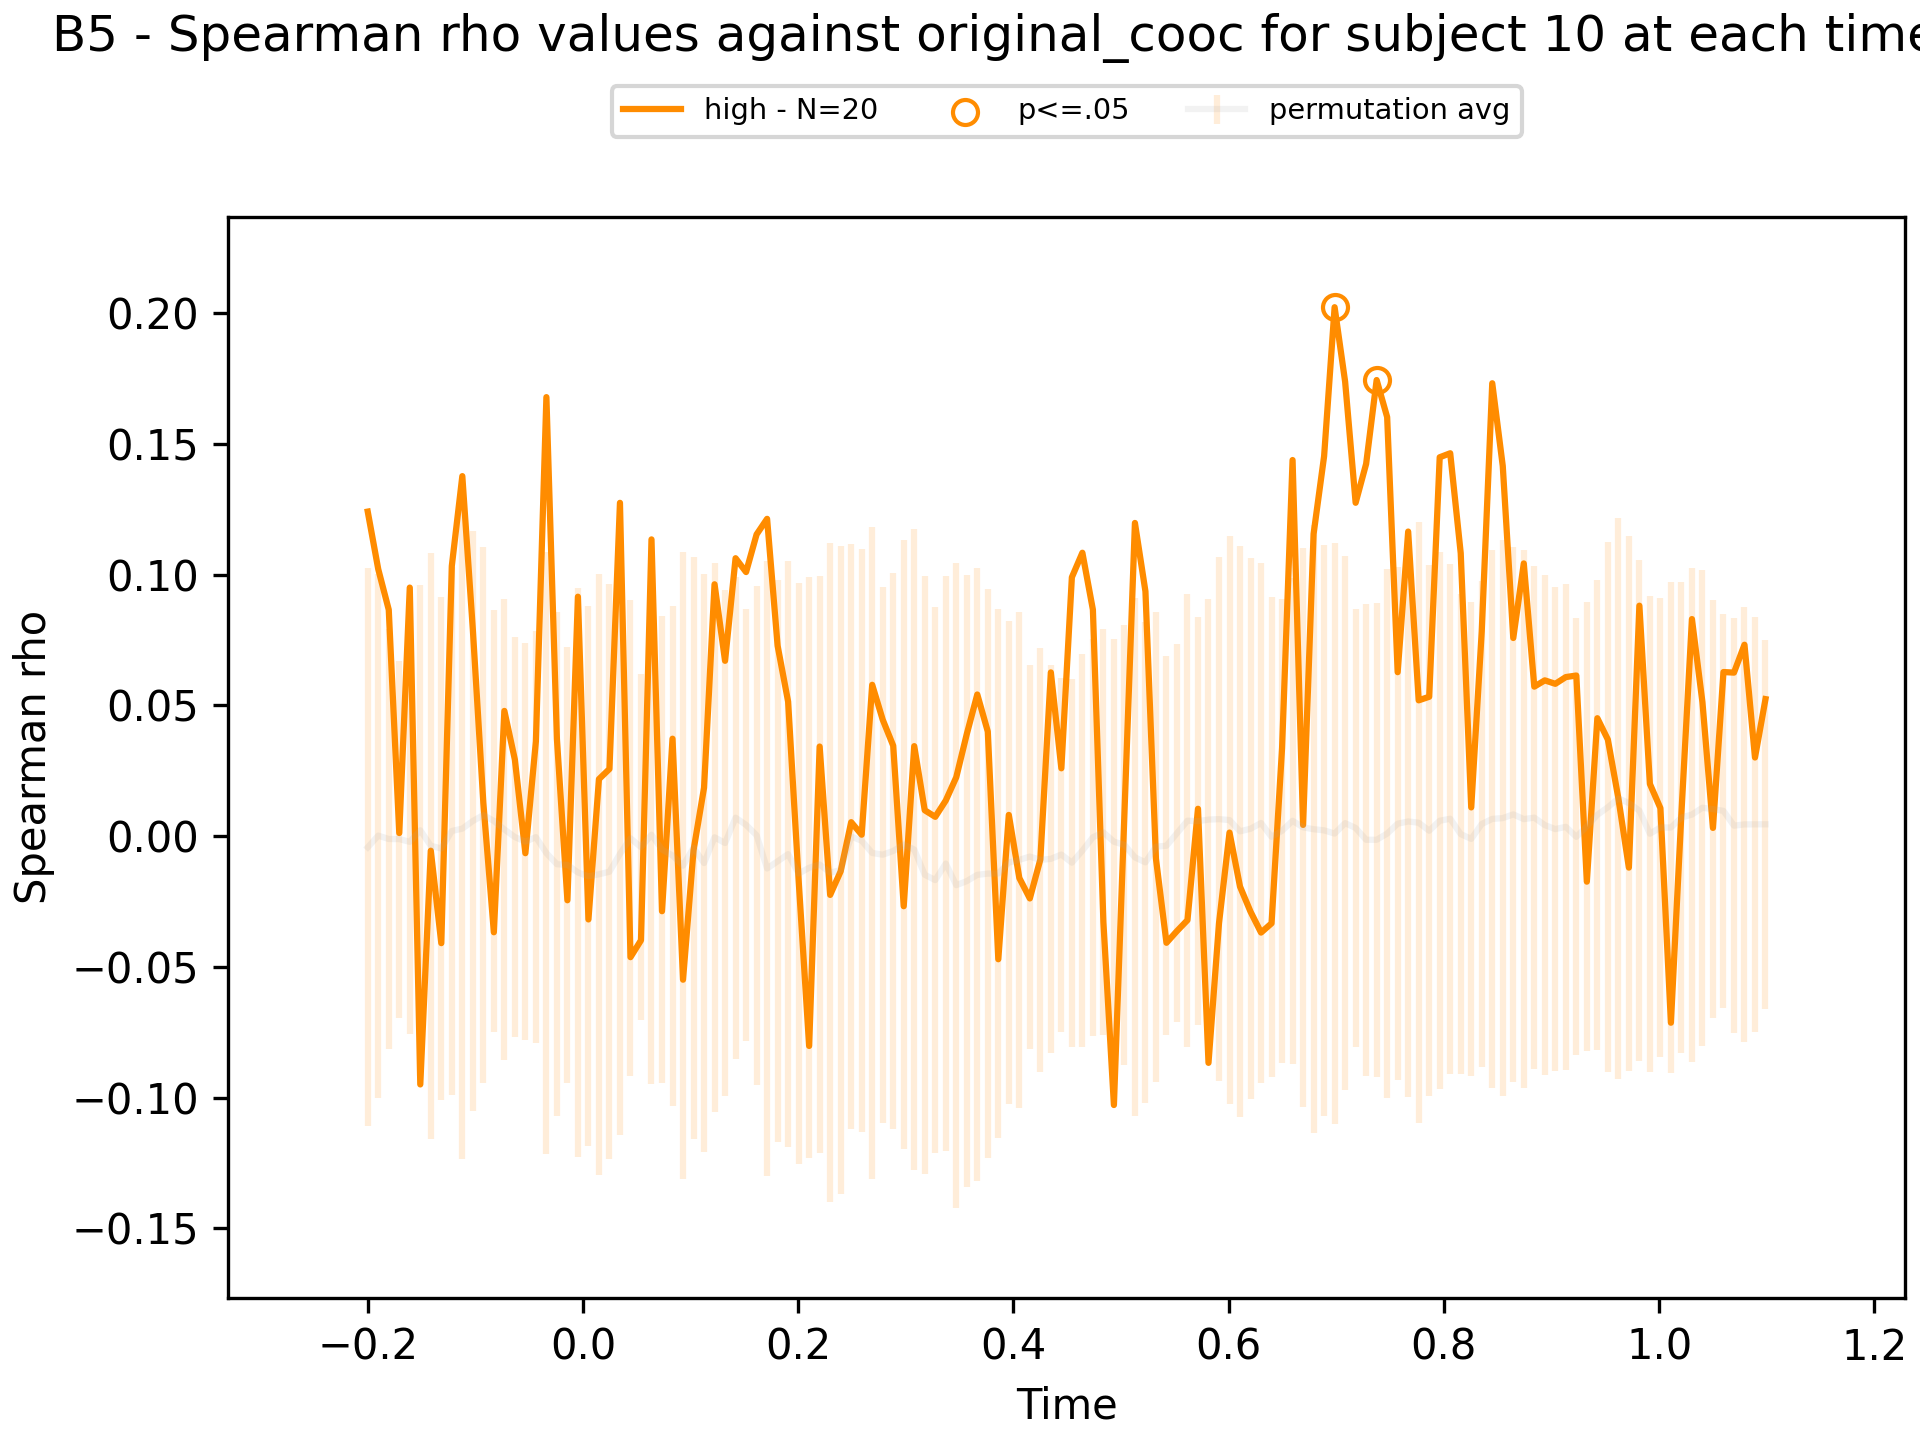 B5 - Spearman rho values against original_cooc for subject 10 at each time
high - N=20 p<=.05 permutation avg
Spearman rho
0.20
0.15
0.10
0.05
0.00
−0.05
−0.10
−0.15
−0.2 0.0 0.2 0.4 0.6 0.8 1.0 1.2
Time